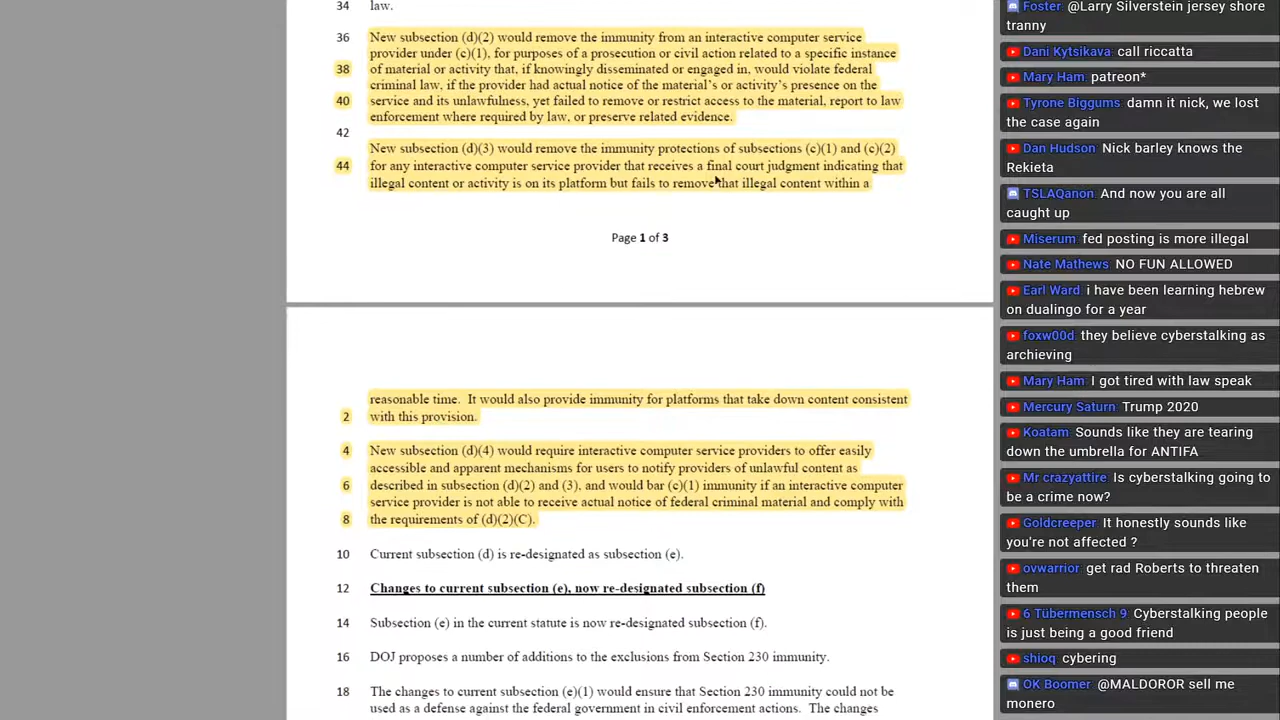 34 law.
36 New subsection (d)(2) would remove the immunity from an interactive computer service
provider under (c)(1), for purposes of a prosecution or civil action related to a specific instance
38 of material or activity that, if knowingly disseminated or engaged in, would violate federal
criminal law, if the provider had actual notice of the material's or activity's presence on the
40 service and its unlawfulness, yet failed to remove or restrict access to the material, report to law
enforcement where required by law, or preserve related evidence.
42
New subsection (d)(3) would remove the immunity protections of subsections (c)(1) and (c)(2)
44 for any interactive computer service provider that receives a final court judgment indicating that
illegal content or activity is on its platform but fails to remove that illegal content within a
Page 1 of 3
reasonable time. It would also provide immunity for platforms that take down content consistent
2 with this provision.
4 New subsection (d)(4) would require interactive computer service providers to offer easily
accessible and apparent mechanisms for users to notify providers of unlawful content as
6 described in subsection (d)(2) and (3), and would bar (c)(1) immunity if an interactive computer
service provider is not able to receive actual notice of federal criminal material and comply with
8 the requirements of (d)(2)(C).
10 Current subsection (d) is re-designated as subsection (e).
12 Changes to current subsection (e), now re-designated subsection (f)
14 Subsection (e) in the current statute is now re-designated subsection (f).
16 DOJ proposes a number of additions to the exclusions from Section 230 immunity.
18 The changes to current subsection (e)(1) would ensure that Section 230 immunity could not be
used as a defense against the federal government in civil enforcement actions. The changes
Foster: @Larry Silverstein jersey shore
tranny
Dani Kytsikava: call riccatta
Mary Ham: patreon*
Tyrone Biggums: damn it nick, we lost
the case again
Dan Hudson: Nick barley knows the
Rekieta
TSLAQanon: And now you are all
caught up
Miserum: fed posting is more illegal
Nate Mathews: NO FUN ALLOWED
Earl Ward: i have been learning hebrew
on dualingo for a year
foxw00d: they believe cyberstalking as
archieving
Mary Ham: I got tired with law speak
Mercury Saturn: Trump 2020
Koatam: Sounds like they are tearing
down the umbrella for ANTIFA
Mr crazyattire: Is cyberstalking going to
be a crime now?
Goldcreeper: It honestly sounds like
you're not affected ?
ovwarrior: get rad Roberts to threaten
them
6 Tübermensch 9: Cyberstalking people
is just being a good friend
shioq: cybering
OK Boomer: @MALDOROR sell me
monero